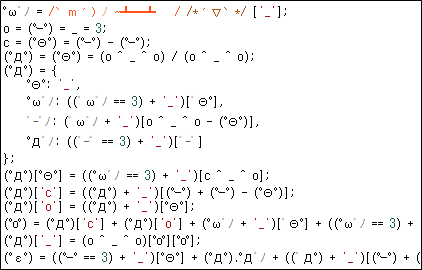 ﾟωﾟﾉ = /｀ｍ´）ﾉ ~┻━┻   / /*´∇｀*/ ['_'];
o = (ﾟｰﾟ) = _ = 3;
c = (ﾟΘﾟ) = (ﾟｰﾟ) - (ﾟｰﾟ);
(ﾟДﾟ) = (ﾟΘﾟ) = (o ^ _ ^ o) / (o ^ _ ^ o);
(ﾟДﾟ) = {
ﾟΘﾟ: '_',
ﾟωﾟﾉ: ((ﾟωﾟﾉ == 3) + '_')[ﾟΘﾟ],
ﾟｰﾟﾉ: (ﾟωﾟﾉ + '_')[o ^ _ ^ o - (ﾟΘﾟ)],
ﾟДﾟﾉ: ((ﾟｰﾟ == 3) + '_')[ﾟｰﾟ]
};
(ﾟДﾟ)[ﾟΘﾟ] = ((ﾟωﾟﾉ == 3) + '_')[c ^ _ ^ o];
(ﾟДﾟ)['c'] = ((ﾟДﾟ) + '_')[(ﾟｰﾟ) + (ﾟｰﾟ) - (ﾟΘﾟ)];
(ﾟДﾟ)['o'] = ((ﾟДﾟ) + '_')[ﾟΘﾟ];
(ﾟoﾟ) = (ﾟДﾟ)['c'] + (ﾟДﾟ)['o'] + (ﾟωﾟﾉ + '_')[ﾟΘﾟ] + ((ﾟωﾟﾉ == 3) +
(ﾟДﾟ)['_'] = (o ^ _ ^ o)[ﾟoﾟ][ﾟoﾟ];
(ﾟεﾟ) = ((ﾟｰﾟ == 3) + '_')[ﾟΘﾟ] + (ﾟДﾟ).ﾟДﾟﾉ + ((ﾟДﾟ) + '_')[(ﾟｰﾟ) + (